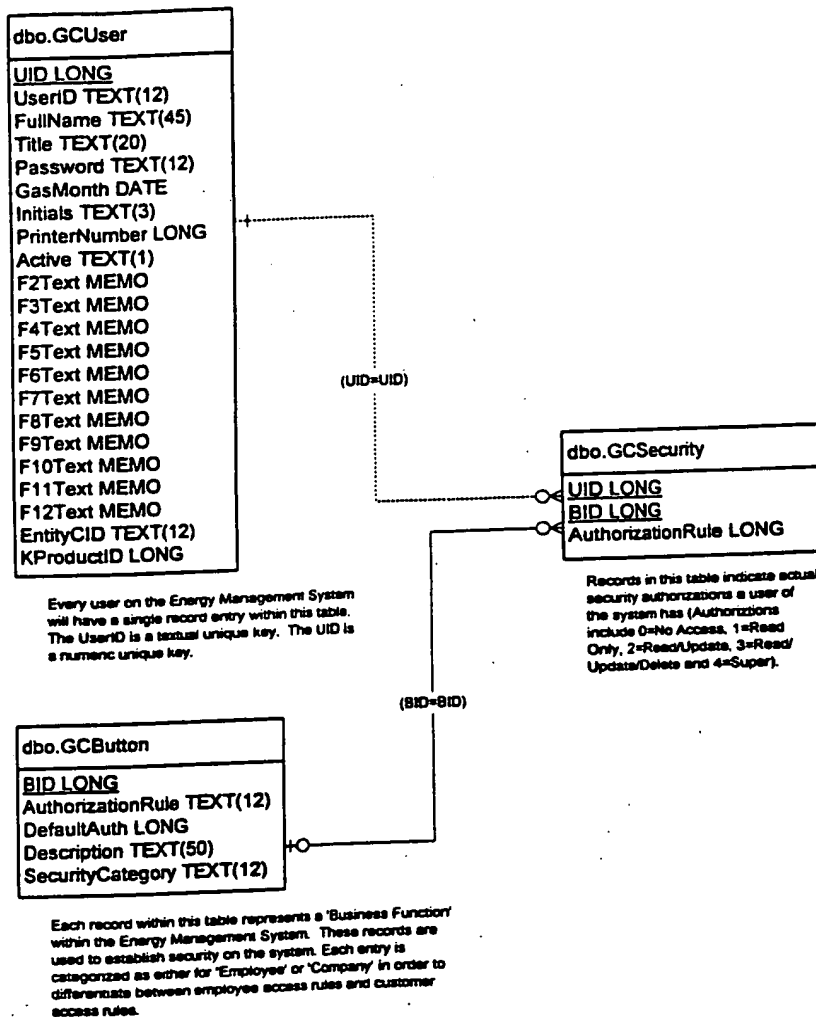 dbo.GCUser
UID LONG
UserID TEXT(12)
FullName TEXT(45)
Title TEXT(20)
Password TEXT(12)
GasMonth DATE
Initials TEXT(3)
PrinterNumber LONG
Active TEXT(1)
F2Text MEMO
F3Text MEMO
F4Text MEMO
F5Text MEMO
F6Text MEMO
F7Text MEMO
F8Text MEMO
F9Text MEMO
F10Text MEMO
F11Text MEMO
F12Text MEMO
EntityCID TEXT(12)
KProductID LONG
Every user on the Energy Management System
will have a single record entry within this table.
The UserID is a textual unique key. The UID is
a numeric unique key.
(UID=UID)
dbo.GCSecurity
UID LONG
BID LONG
AuthorizationRule LONG
Records in this table indicate actual
security authorizations a user of
the system has (Authoriztions
include 0=No Access, 1=Read
Only, 2=Read/Update, 3=Read/
Update/Delete and 4=Super).
(BID=BID)
dbo.GCButton
BID LONG
AuthorizationRule TEXT(12)
DefaultAuth LONG
Description TEXT(50)
SecurityCategory TEXT(12)
Each record within this table represents a 'Business Function'
within the Energy Management System. These records are
used to establish security on the system. Each entry is
categorized as either for 'Employee' or 'Company' in order to
differentiate between employee access rules and customer
access rules.